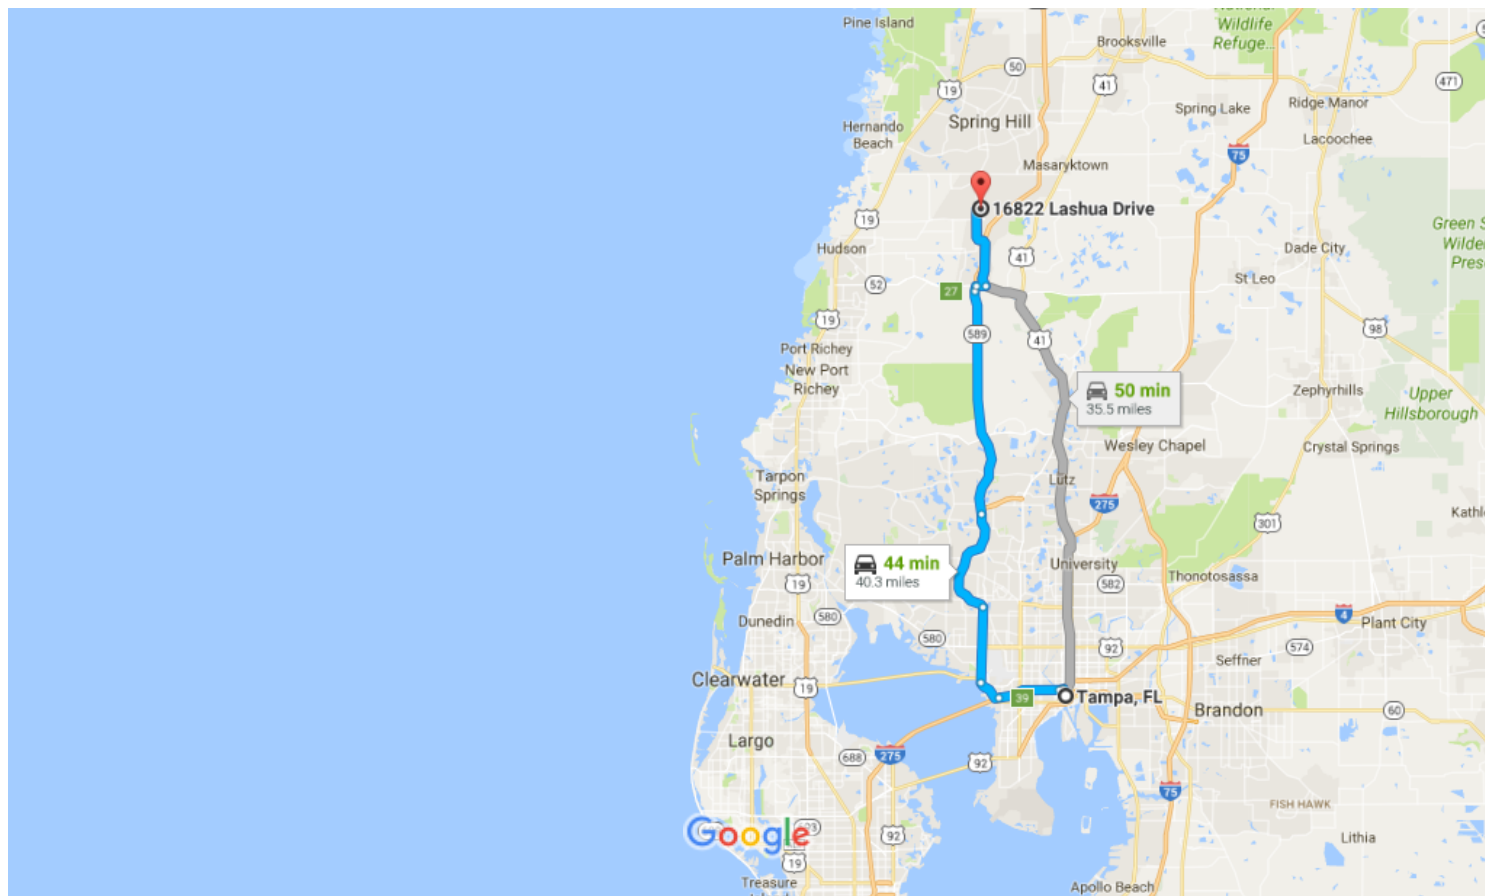 Pine Island
National
Wildlife
Refuge...
Brooksville
50
41
19
471
Spring Hill
Spring Lake
Ridge Manor
Hernando
Beach
Lacoochee
75
Masaryktown
16822 Lashua Drive
19
Green S
Wilde
Pres
Hudson
41
Dade City
St Leo
52
27
19
589
41
98
Port Richey
New Port
Richey
50 min
35.5 miles
Zephyrhills
Upper
Hillsborough
Wesley Chapel
Crystal Springs
Tarpon
Springs
Lutz
275
301
Kathl
Palm Harbor
44 min
40.3 miles
University
Thonotosassa
19
582
4
Dunedin
580
580
92
574
Plant City
Seffner
Clearwater
19
39
Tampa, FL
Brandon
60
Largo
688
275
92
75
FISH HAWK
Google
92
Lithia
19
Treasure
Apollo Beach